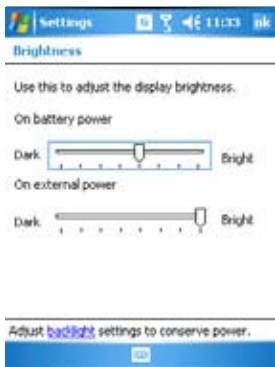 Settings 11:33 ok
Brightness
Use this to adjust the display brightness.
On battery power
Dark Bright
On external power
Dark Bright
Adjust backlight settings to conserve power.